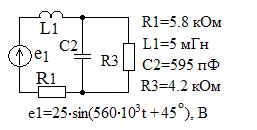 L1
R1=5.8 кОм
e1
C2
R3
L1=5 мГн
C2=595 пФ
R1
R3=4.2 кОм
e1=25·sin(560·10³t+45°), В